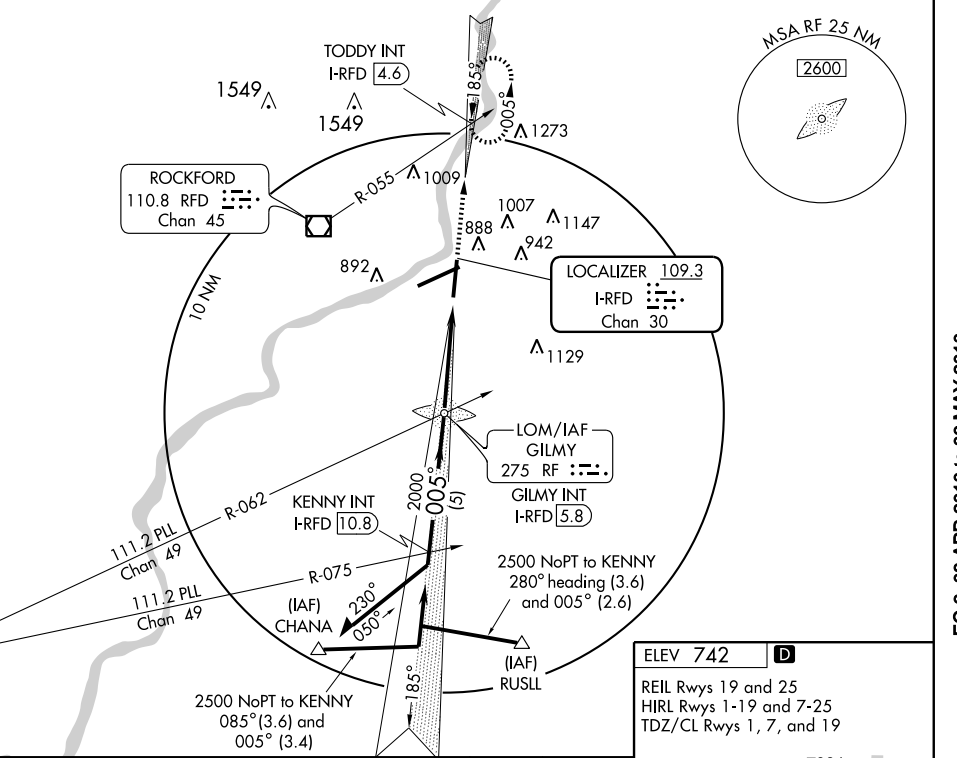 MSA RF 25 NM
2600
TODDY INT
I-RFD 4.6
1549
1549
185°
005°
1273
ROCKFORD
110.8 RFD
Chan 45
R-055
1009
1007
1147
888
942
892
10 NM
LOCALIZER 109.3
I-RFD
Chan 30
1129
LOM/IAF
GILMY
275 RF
GILMY INT
I-RFD 5.8
2000
005°
(5)
R-062
KENNY INT
I-RFD 10.8
111.2 PLL
Chan 49
R-075
111.2 PLL
Chan 49
2500 NoPT to KENNY
280° heading (3.6)
and 005° (2.6)
230°
050°
(IAF)
CHANA
(IAF)
RUSLL
185°
2500 NoPT to KENNY
085° (3.6) and
005° (3.4)
ELEV 742 D
REIL Rwys 19 and 25
HIRL Rwys 1-19 and 7-25
TDZ/CL Rwys 1, 7, and 19